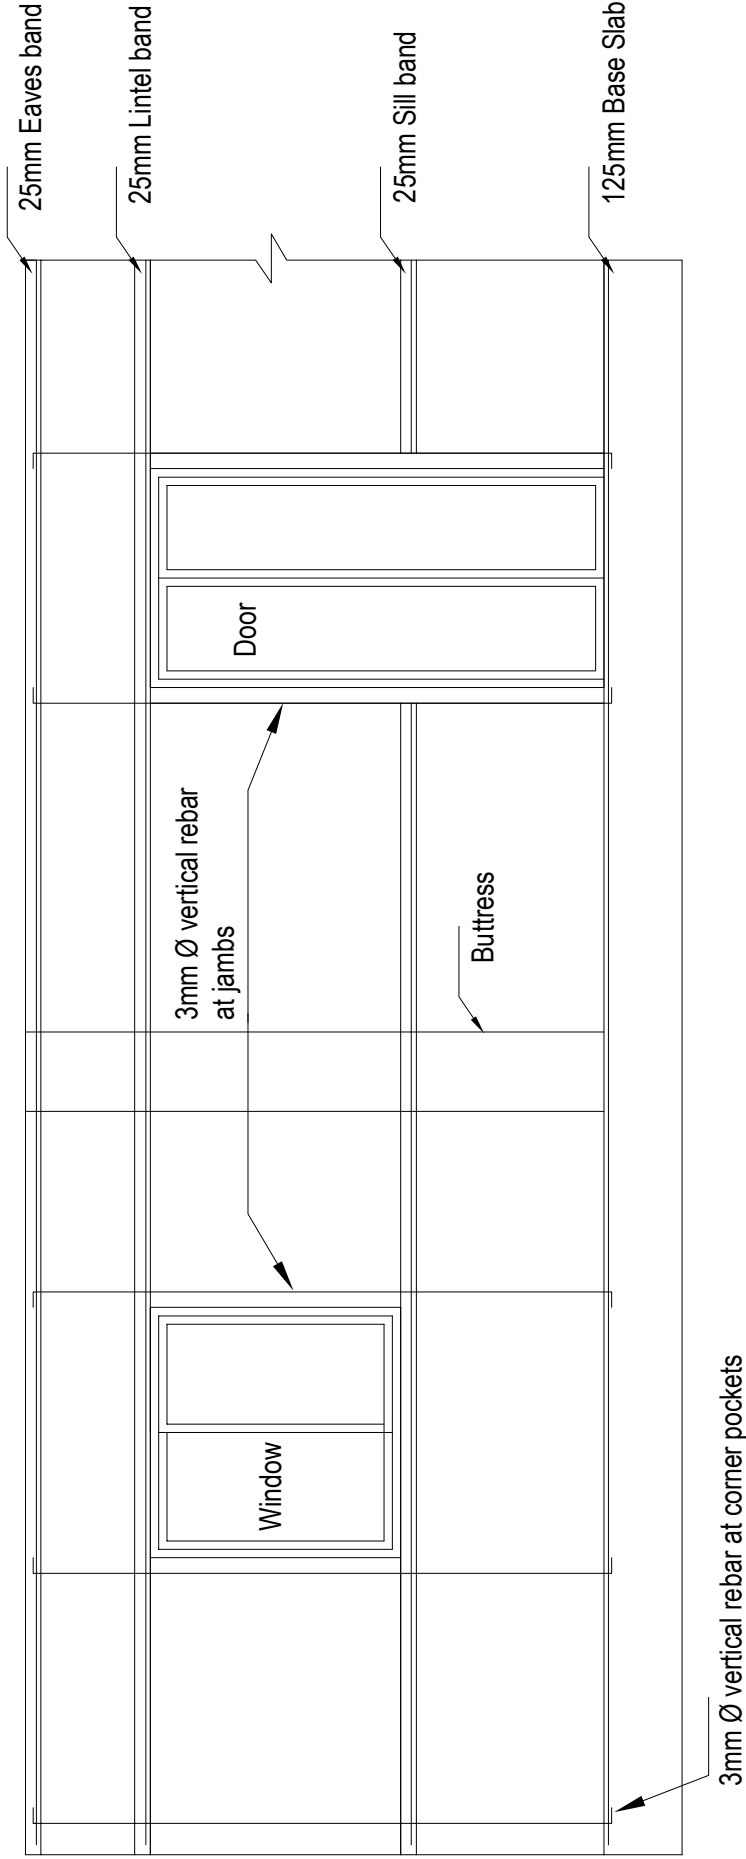 25mm Eaves band
25mm Lintel band
25mm Sill band
125mm Base Slab
Door
3mm Ø vertical rebar
at jambs
Buttress
Window
3mm Ø vertical rebar at corner pockets